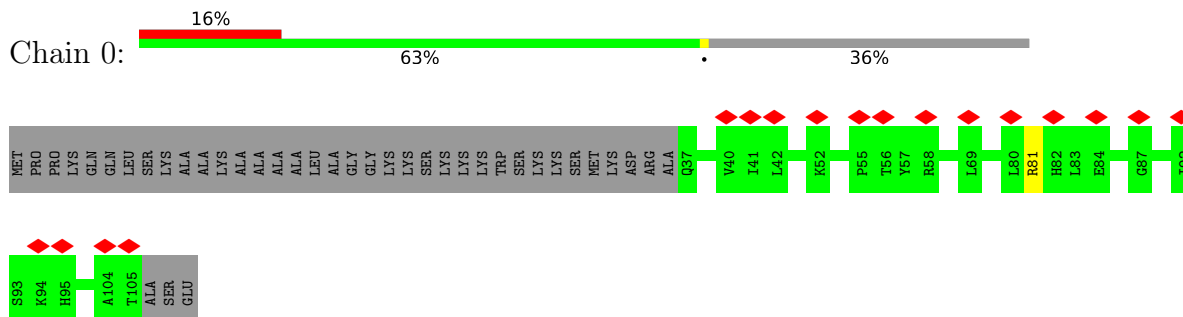 16%
Chain 0:
63%
•
36%
MET PRO PRO LYS GLN GLN LEU SER LYS ALA ALA LYS ALA ALA ALA ALA LEU ALA GLY GLY LYS LYS SER LYS LYS LYS TRP SER LYS LYS SER MET LYS ASP ARG ALA Q37 V40 I41 L42 K52 P55 T56 Y57 R58 L69 L80 R81 H82 L83 E84 G87
S93 K94 H95 A104 T105 ALA SER GLU